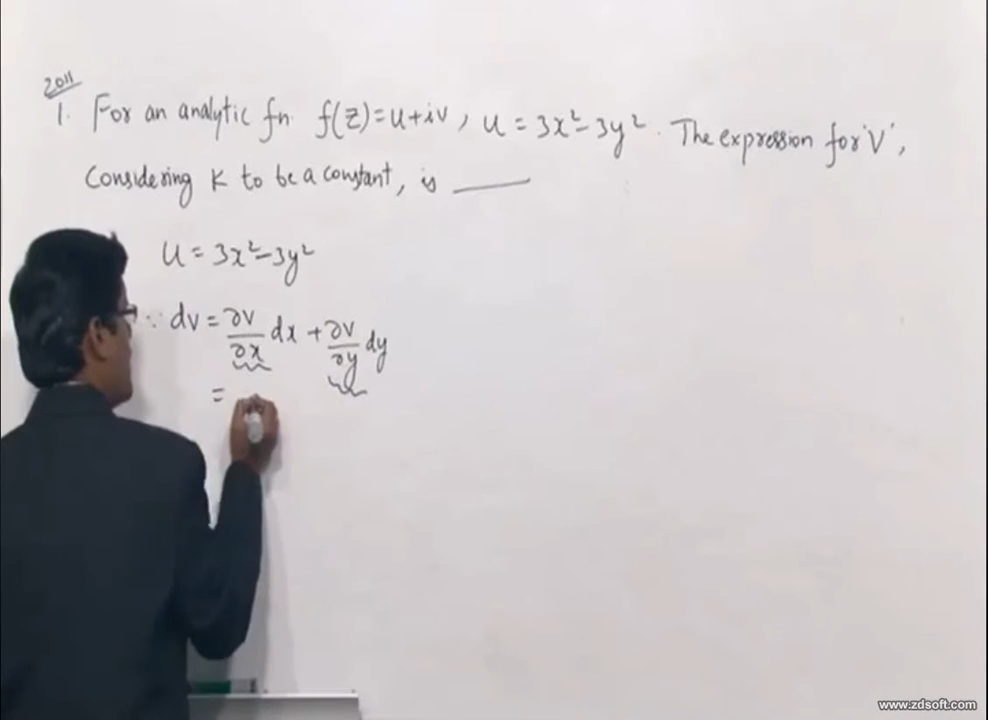 2011
1. For an analytic fn. f(z)=u+iv, u = 3x²-3y². The expression for 'V',
Considering K to be a constant, is ____
u = 3x²-3y²
∵ dv = ∂v/∂x dx + ∂v/∂y dy
=
www.zdsoft.com